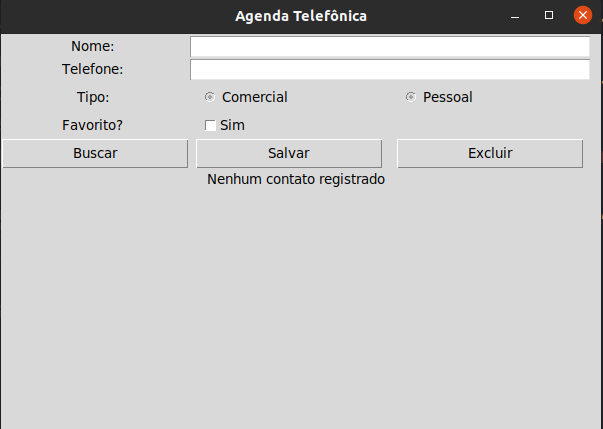 Agenda Telefônica
Nome:
Telefone:
Tipo: Comercial Pessoal
Favorito? Sim
Buscar Salvar Excluir
Nenhum contato registrado